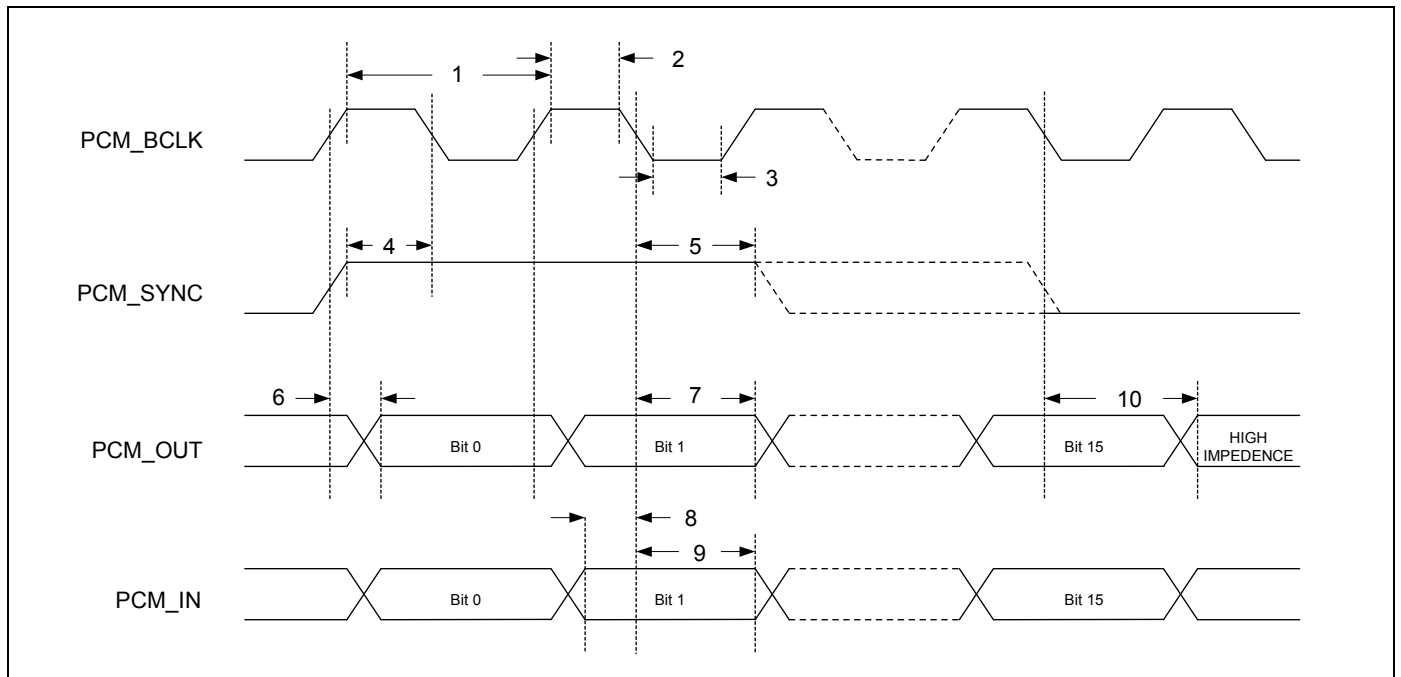 1
2
PCM_BCLK
3
4
5
PCM_SYNC
6
7
10
PCM_OUT
Bit 0
Bit 1
Bit 15
HIGH
IMPEDENCE
8
9
PCM_IN
Bit 0
Bit 1
Bit 15